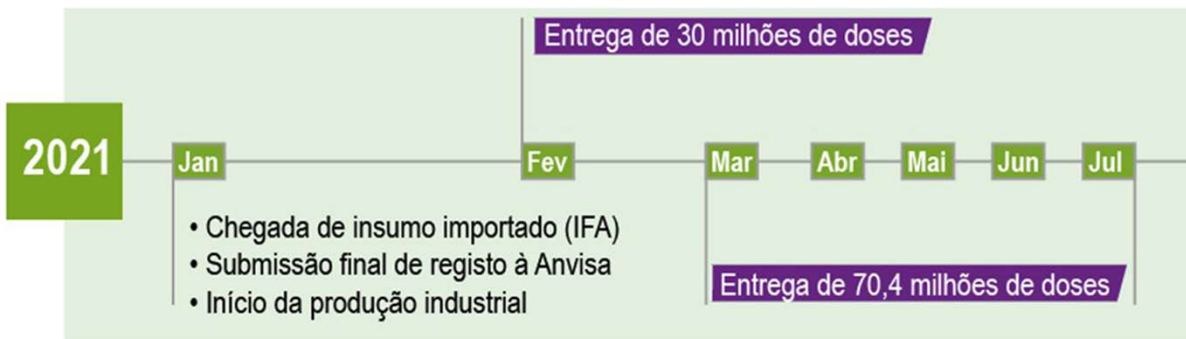 Entrega de 30 milhões de doses
2021
Jan
Fev
Mar
Abr
Mai
Jun
Jul
• Chegada de insumo importado (IFA)
• Submissão final de registo à Anvisa
• Início da produção industrial
Entrega de 70,4 milhões de doses